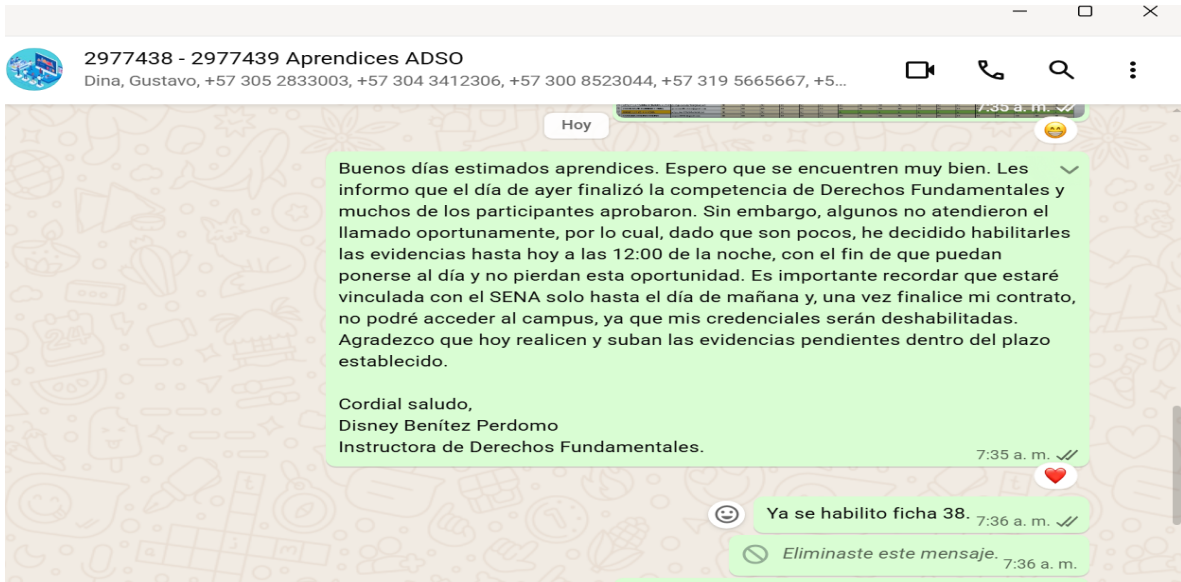 2977438 - 2977439 Aprendices ADSO
Dina, Gustavo, +57 305 2833003, +57 304 3412306, +57 300 8523044, +57 319 5665667, +5...
7:35 a. m.
Hoy
Buenos días estimados aprendices. Espero que se encuentren muy bien. Les
informo que el día de ayer finalizó la competencia de Derechos Fundamentales y
muchos de los participantes aprobaron. Sin embargo, algunos no atendieron el
llamado oportunamente, por lo cual, dado que son pocos, he decidido habilitarles
las evidencias hasta hoy a las 12:00 de la noche, con el fin de que puedan
ponerse al día y no pierdan esta oportunidad. Es importante recordar que estaré
vinculada con el SENA solo hasta el día de mañana y, una vez finalice mi contrato,
no podré acceder al campus, ya que mis credenciales serán deshabilitadas.
Agradezco que hoy realicen y suban las evidencias pendientes dentro del plazo
establecido.
Cordial saludo,
Disney Benítez Perdomo
Instructora de Derechos Fundamentales.
7:35 a. m.
Ya se habilito ficha 38. 7:36 a. m.
Eliminaste este mensaje. 7:36 a. m.